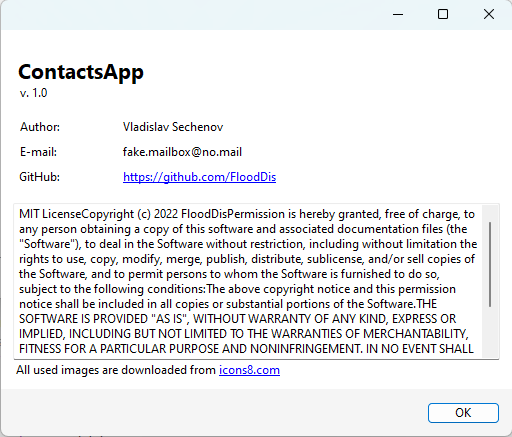 ContactsApp
v. 1.0
Author: Vladislav Sechenov
E-mail: fake.mailbox@no.mail
GitHub: https://github.com/FloodDis
MIT LicenseCopyright (c) 2022 FloodDisPermission is hereby granted, free of charge, to
any person obtaining a copy of this software and associated documentation files (the
"Software"), to deal in the Software without restriction, including without limitation the
rights to use, copy, modify, merge, publish, distribute, sublicense, and/or sell copies of
the Software, and to permit persons to whom the Software is furnished to do so,
subject to the following conditions:The above copyright notice and this permission
notice shall be included in all copies or substantial portions of the Software.THE
SOFTWARE IS PROVIDED "AS IS", WITHOUT WARRANTY OF ANY KIND, EXPRESS OR
IMPLIED, INCLUDING BUT NOT LIMITED TO THE WARRANTIES OF MERCHANTABILITY,
FITNESS FOR A PARTICULAR PURPOSE AND NONINFRINGEMENT. IN NO EVENT SHALL
All used images are downloaded from icons8.com
OK